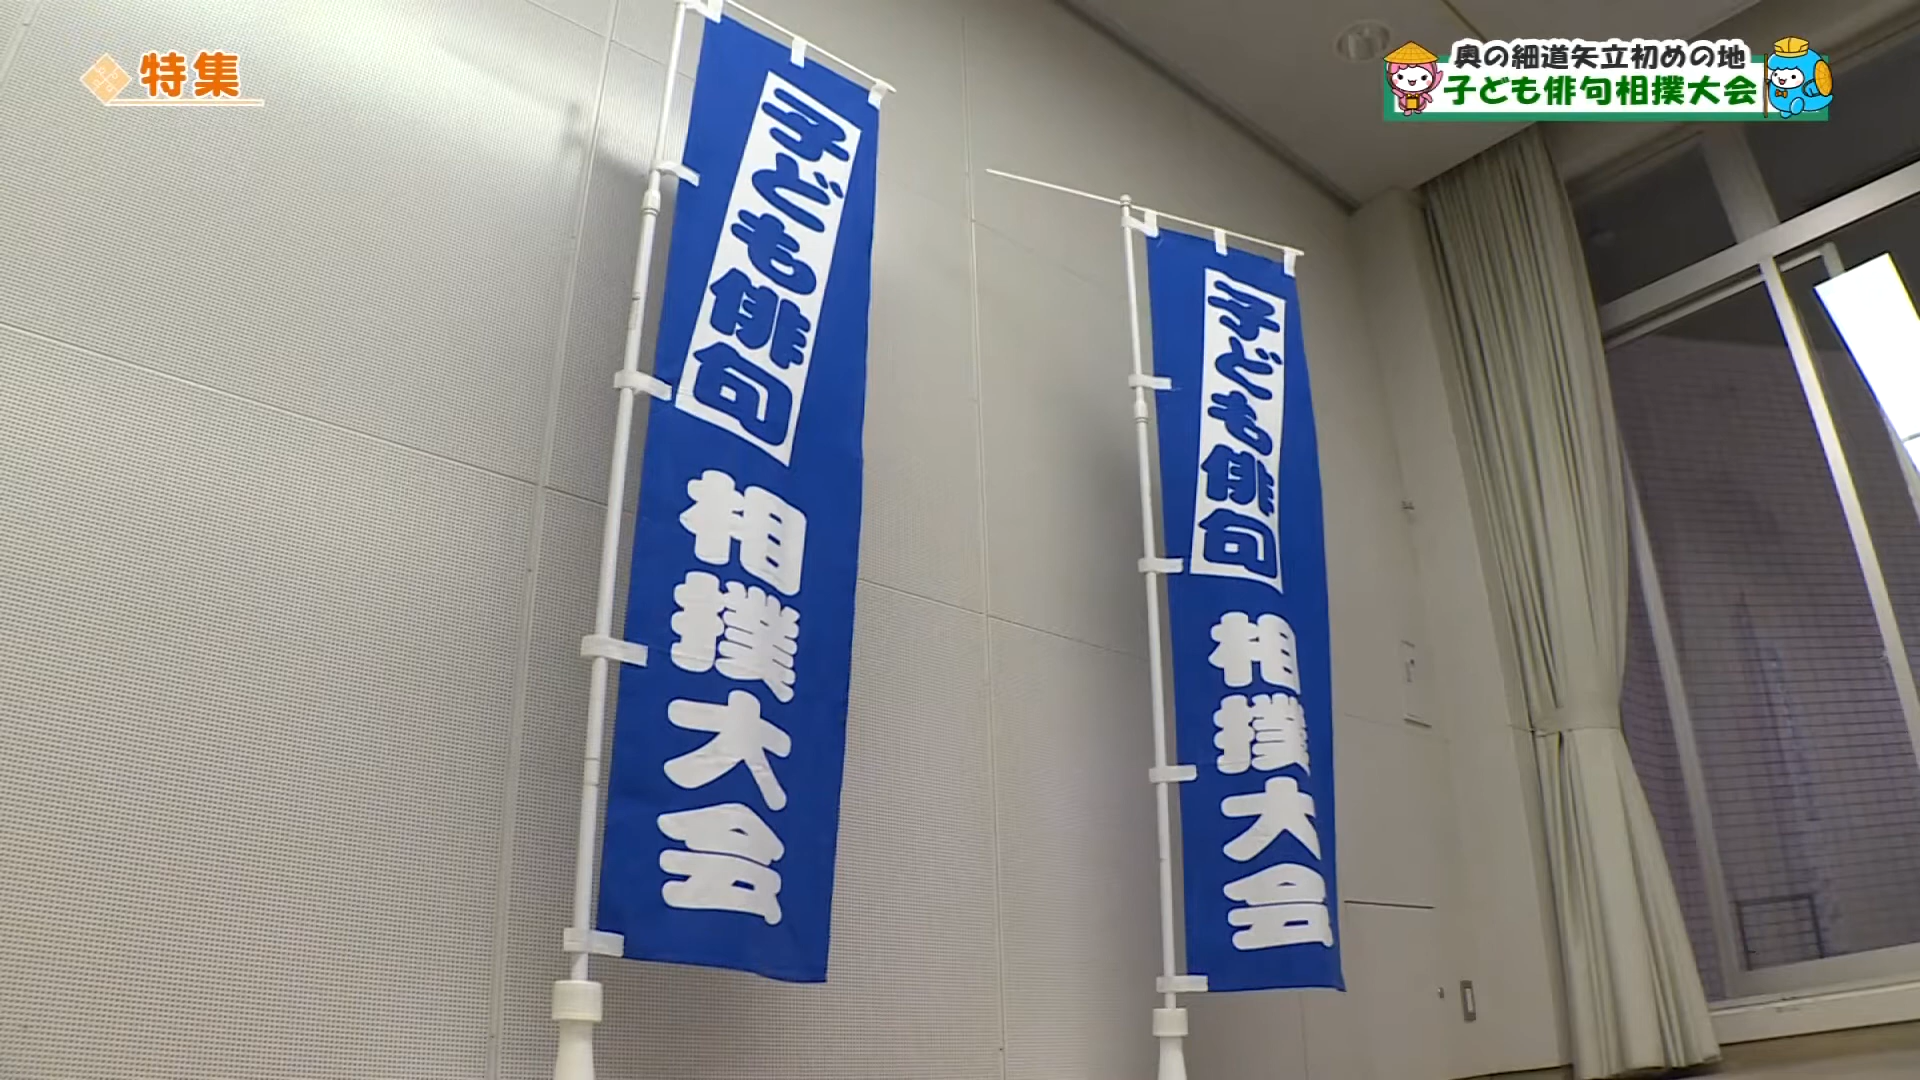 特集
奥の細道矢立初めの地
子ども俳句相撲大会
子ども俳句
相撲大会
子ども俳句
相撲大会